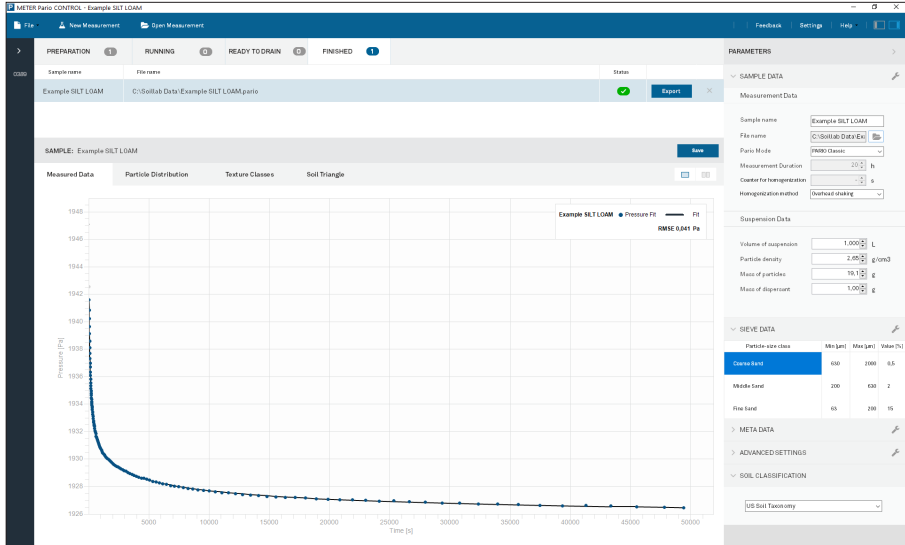 METER Pario CONTROL - Example SILT LOAM
File
New Measurement
Open Measurement
Feedback
Settings
Help
PREPARATION 1
RUNNING 0
READY TO DRAIN 0
FINISHED 1
Sample name
File name
Status
Example SILT LOAM
C:\Soillab Data\Example SILT LOAM.pario
Export
SAMPLE: Example SILT LOAM
Save
Measured Data
Particle Distribution
Texture Classes
Soil Triangle
Example SILT LOAM Pressure Fit Fit
RMSE 0,041 Pa
Pressure [Pa]
1948
1946
1944
1942
1940
1938
1936
1934
1932
1930
1928
1926
5000
10000
15000
20000
25000
30000
35000
40000
45000
50000
Time [s]
PARAMETERS
SAMPLE DATA
Measurement Data
Sample name Example SILT LOAM
File name C:\Soillab Data\Exa
Pario Mode PARIO Classic
Measurement Duration 20 h
Counter for homogenization - s
Homogenization method Overhead shaking
Suspension Data
Volume of suspension 1,000 L
Particle density 2,65 g/cm3
Mass of particles 19,1 g
Mass of dispersant 1,00 g
SIEVE DATA
Particle-size class Min [µm] Max [µm] Value [%]
Coarse Sand 630 2000 0,5
Middle Sand 200 630 2
Fine Sand 63 200 15
META DATA
ADVANCED SETTINGS
SOIL CLASSIFICATION
US Soil Taxonomy